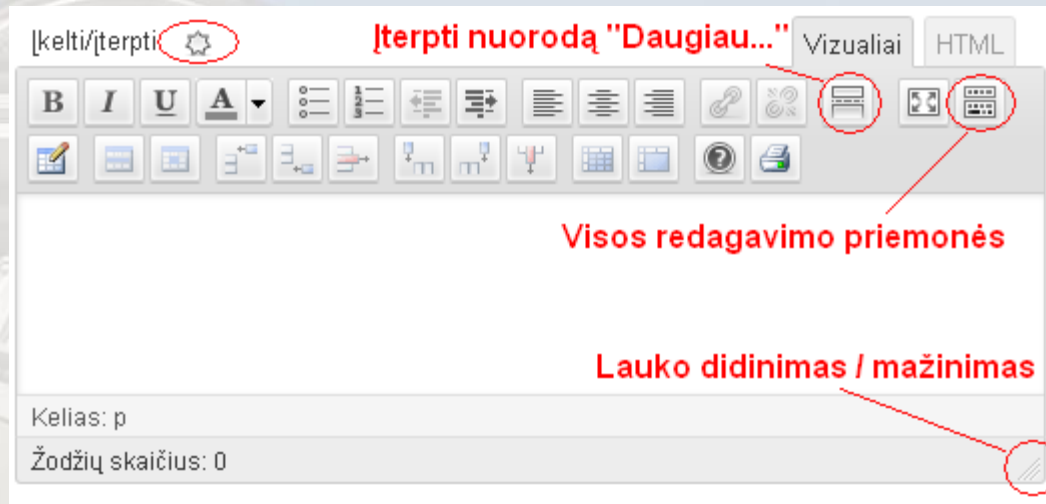 Įkelti/įterpti
Įterpti nuorodą "Daugiau..."
Vizualiai
HTML
B I U A
Visos redagavimo priemonės
Lauko didinimas / mažinimas
Kelias: p
Žodžių skaičius: 0